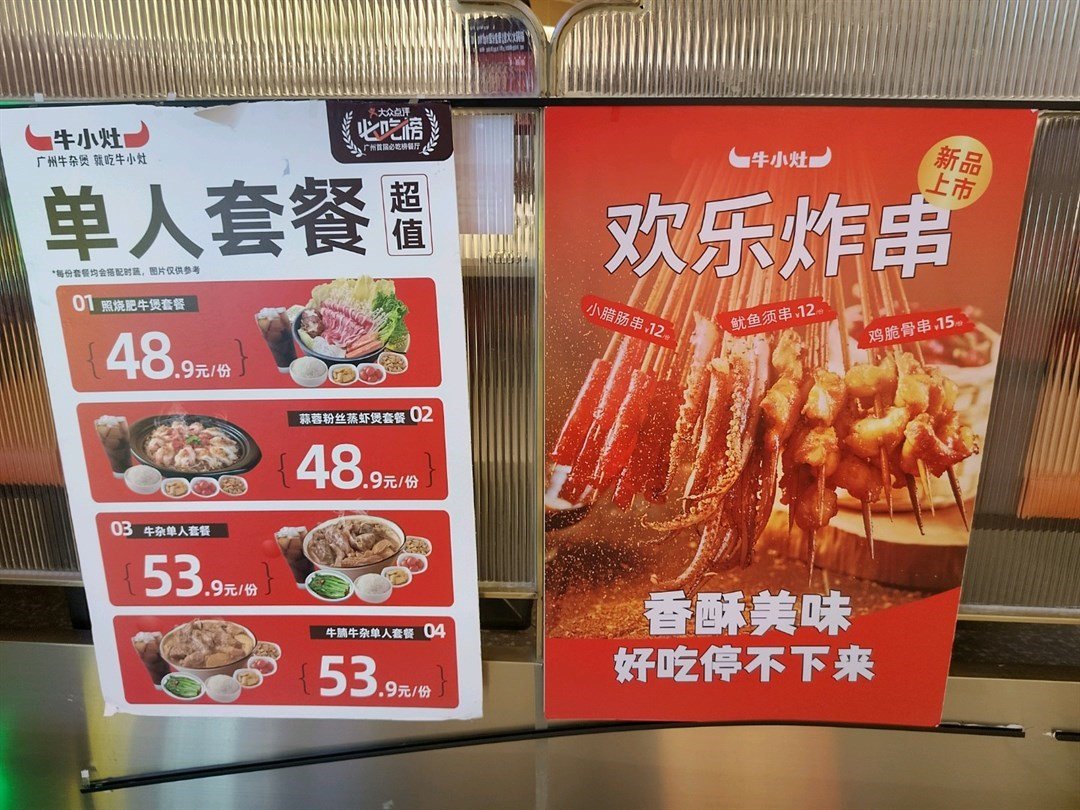 牛小灶
广州牛杂煲 就吃牛小灶
大众点评
必吃榜
广州首届必吃榜餐厅
单人套餐
超值
*每份套餐均会搭配时蔬，图片仅供参考
01 照烧肥牛煲套餐
48.9元/份
蒜蓉粉丝蒸虾煲套餐 02
48.9元/份
03 牛杂单人套餐
53.9元/份
牛腩牛杂单人套餐 04
53.9元/份
牛小灶
新品
上市
欢乐炸串
小腊肠串¥12/份
鱿鱼须串¥12/份
鸡脆骨串¥15/份
香酥美味
好吃停不下来